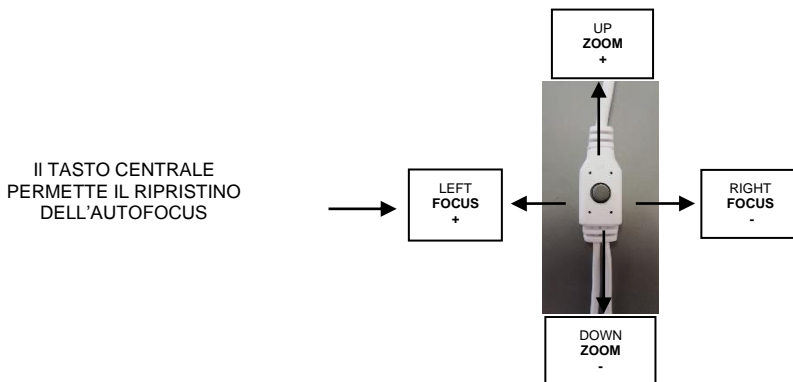 UP
ZOOM
+
Il TASTO CENTRALE
PERMETTE IL RIPRISTINO
DELL'AUTOFOCUS
LEFT
FOCUS
+
RIGHT
FOCUS
-
DOWN
ZOOM
-